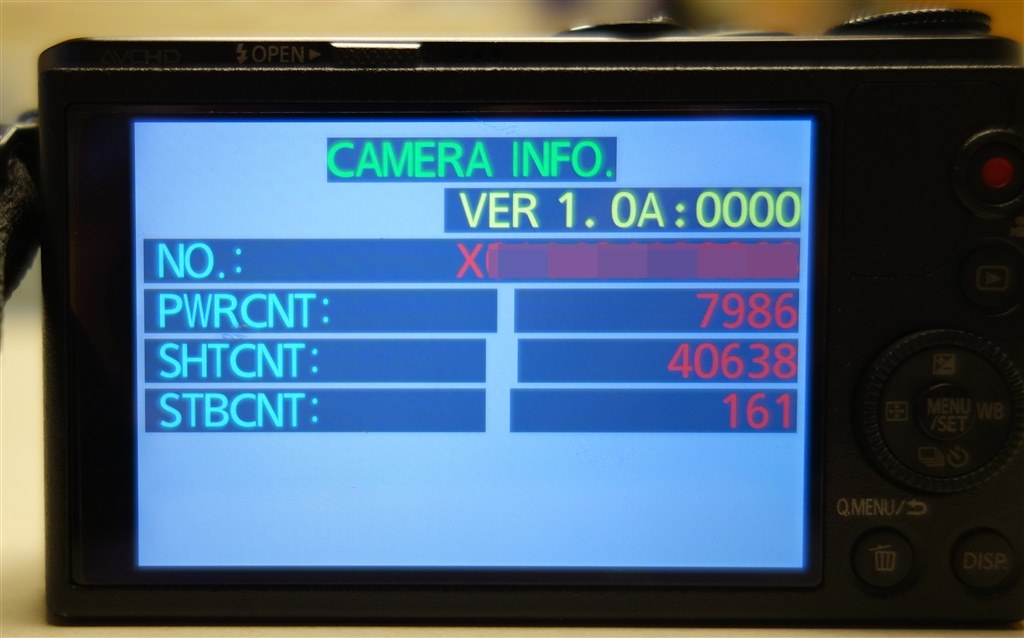 AVCHD
OPEN
CAMERA INFO.
VER 1. 0A:0000
NO.: X
PWRCNT: 7986
SHTCNT: 40638
STBCNT: 161
MENU
/SET
WB
Q.MENU/
DISP.